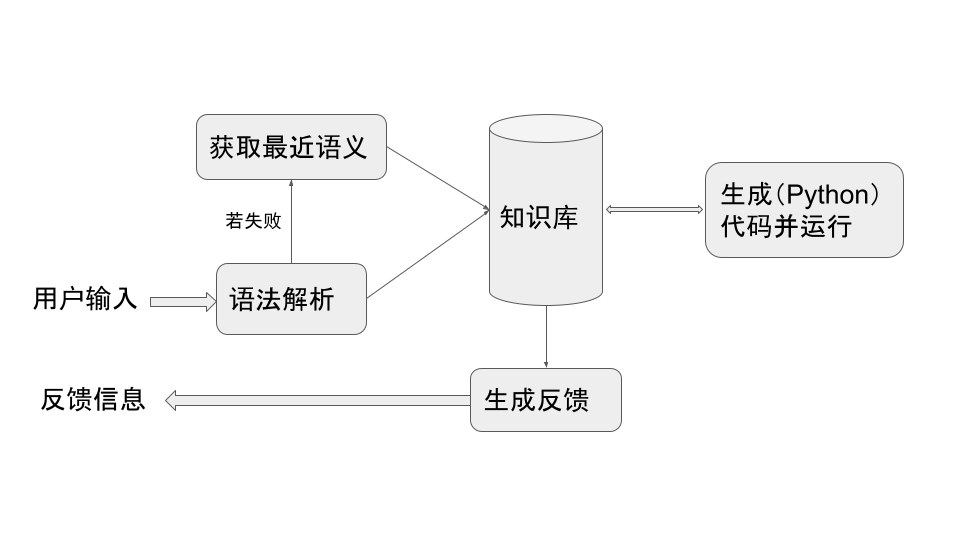 获取最近语义
知识库
生成（Python）
代码并运行
若失败
用户输入
语法解析
反馈信息
生成反馈